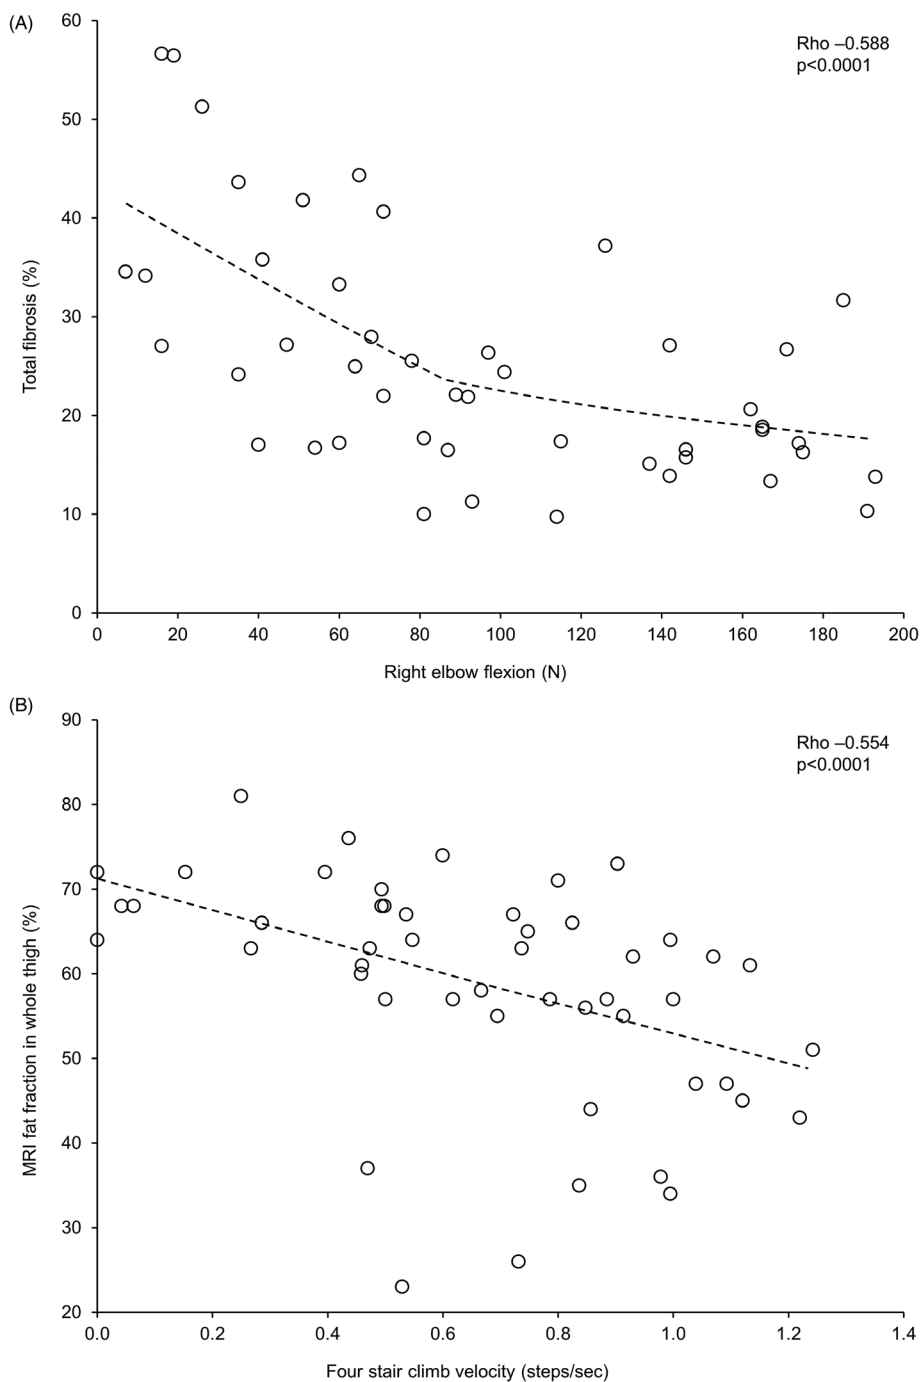 (A)
Rho –0.588
p<0.0001
60
50
40
30
20
10
0
Total fibrosis (%)
0 20 40 60 80 100 120 140 160 180 200
Right elbow flexion (N)
(B)
Rho –0.554
p<0.0001
90
80
70
60
50
40
30
20
MRI fat fraction in whole thigh (%)
0.0 0.2 0.4 0.6 0.8 1.0 1.2 1.4
Four stair climb velocity (steps/sec)